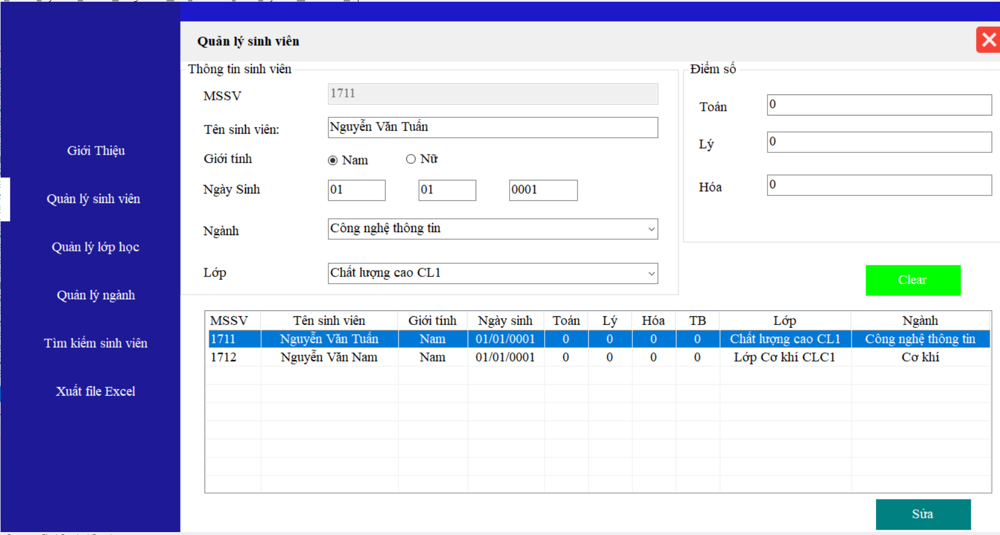 Giới Thiệu
Quản lý sinh viên
Quản lý lớp học
Quản lý ngành
Tìm kiếm sinh viên
Xuất file Excel
Quản lý sinh viên
Thông tin sinh viên
MSSV 1711
Tên sinh viên: Nguyễn Văn Tuấn
Giới tính Nam Nữ
Ngày Sinh 01 01 0001
Ngành Công nghệ thông tin
Lớp Chất lượng cao CL1
Điểm số
Toán 0
Lý 0
Hóa 0
Clear
MSSV Tên sinh viên Giới tính Ngày sinh Toán Lý Hóa TB Lớp Ngành
1711 Nguyễn Văn Tuấn Nam 01/01/0001 0 0 0 0 Chất lượng cao CL1 Công nghệ thông tin
1712 Nguyễn Văn Nam Nam 01/01/0001 0 0 0 0 Lớp Cơ khí CLC1 Cơ khí
Sửa